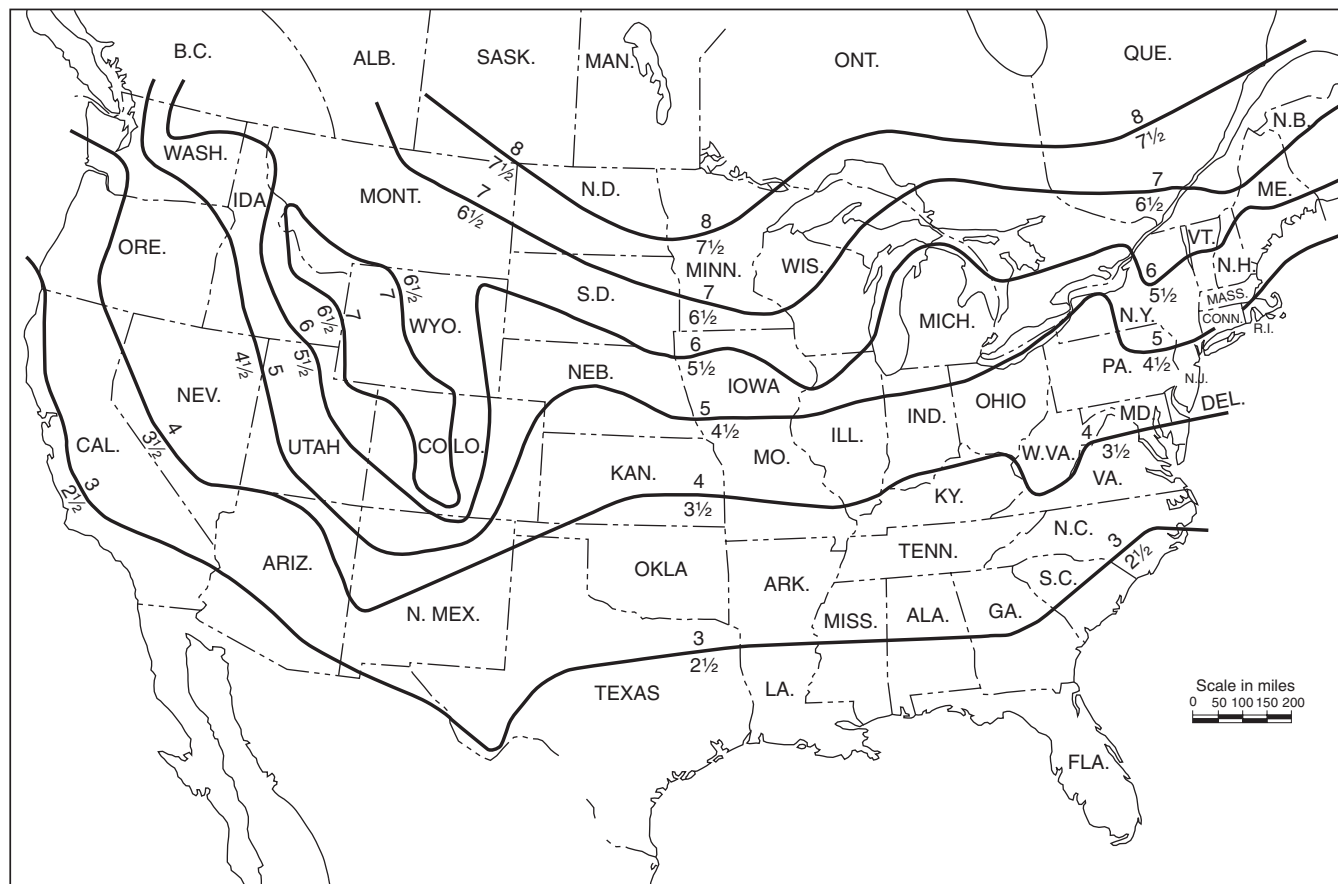 B.C.
ALB.
SASK.
MAN.
ONT.
QUE.
8
7½
N.B.
WASH.
8
7½
N.D.
7
6½
ME.
IDA.
MONT.
7
6½
8
7½
MINN.
WIS.
VT.
ORE.
6½
7
6½
7
WYO.
S.D.
7
6½
N.H.
6
5½
MASS.
CONN.
R.I.
MICH.
N.Y.
6
5½
4½
5
6
5½
IOWA
NEB.
PA.
5
4½
N.J.
NEV.
UTAH
COLO.
5
4½
ILL.
IND.
OHIO
MD.
DEL.
4
3½
CAL.
KAN.
MO.
W.VA.
4
3½
VA.
3
2½
4
3½
KY.
N.C.
3
2½
ARIZ.
N. MEX.
OKLA
ARK.
TENN.
S.C.
MISS.
ALA.
GA.
3
2½
TEXAS
LA.
FLA.
Scale in miles
0 50 100 150 200